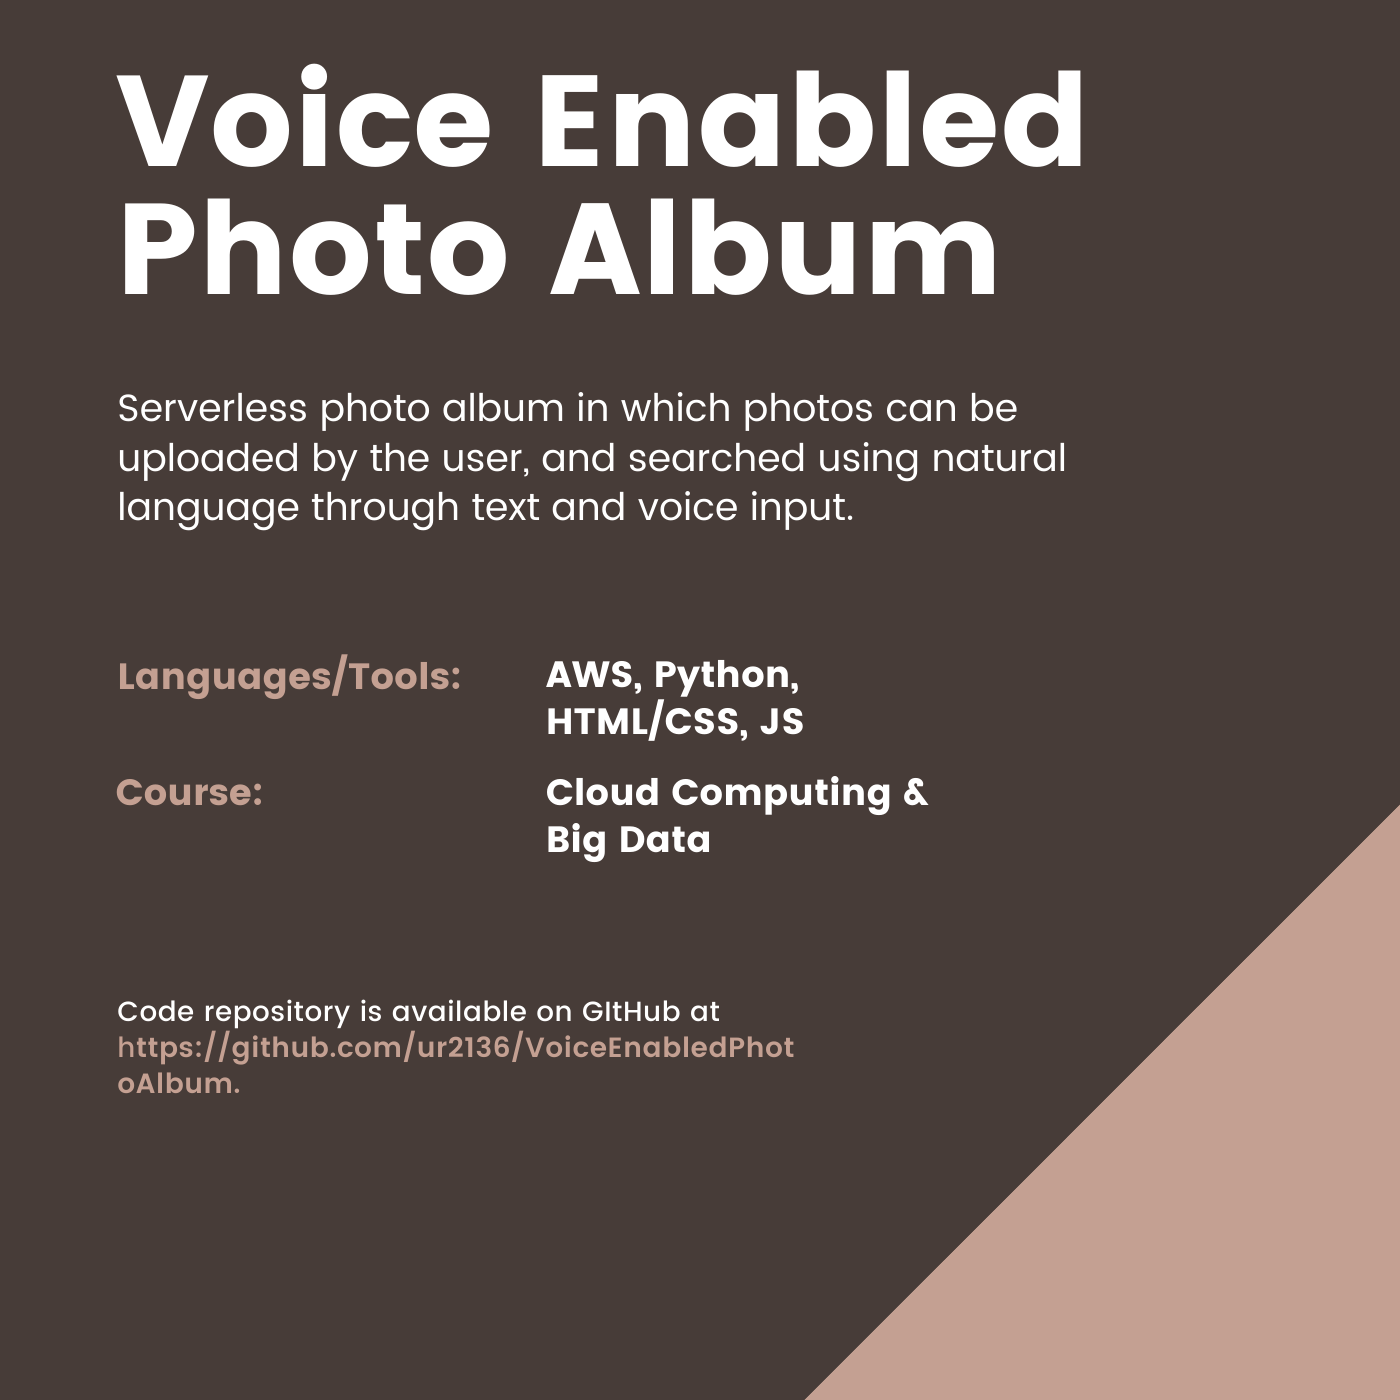 Voice Enabled
Photo Album
Serverless photo album in which photos can be
uploaded by the user, and searched using natural
language through text and voice input.
Languages/Tools: AWS, Python,
HTML/CSS, JS
Course: Cloud Computing &
Big Data
Code repository is available on GItHub at
https://github.com/ur2136/VoiceEnabledPhot
oAlbum.